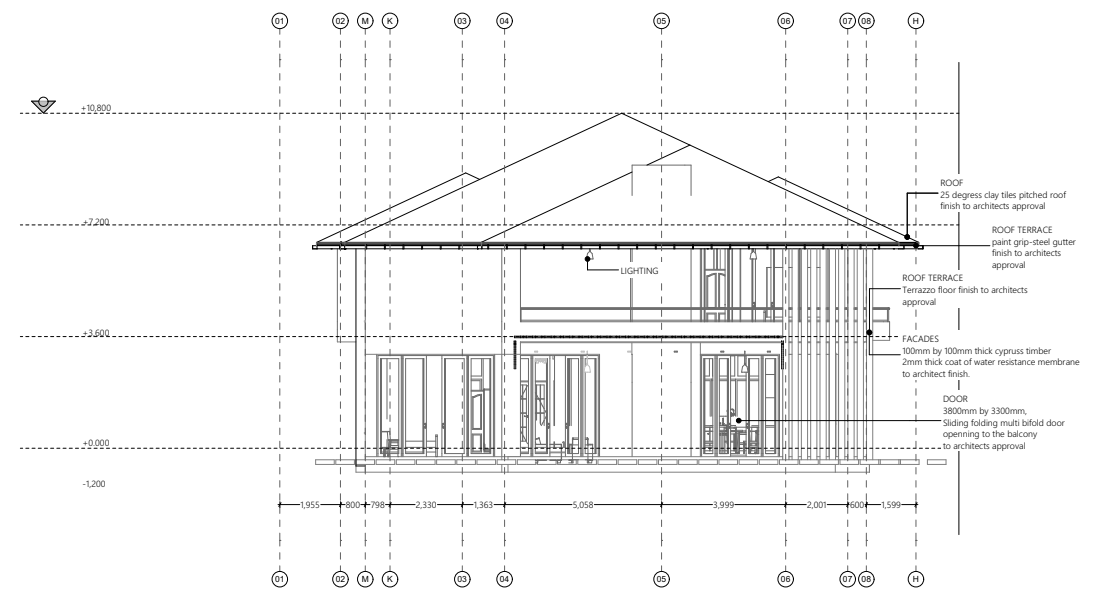 01 02 M K 03 04 05 06 07 08 H
+10,800
ROOF
25 degress clay tiles pitched roof
finish to architects approval
+7,200
ROOF TERRACE
paint grip-steel gutter
finish to architects
approval
LIGHTING
ROOF TERRACE
Terrazzo floor finish to architects
approval
+3,600
FACADES
100mm by 100mm thick cypruss timber
2mm thick coat of water resistance membrane
to architect finish.
DOOR
3800mm by 3300mm,
Sliding folding multi bifold door
openning to the balcony
to architects approval
+0.000
-1,200
1,955 800 798 2,330 1,363 5,058 3,999 2,001 600 1,599
01 02 M K 03 04 05 06 07 08 H